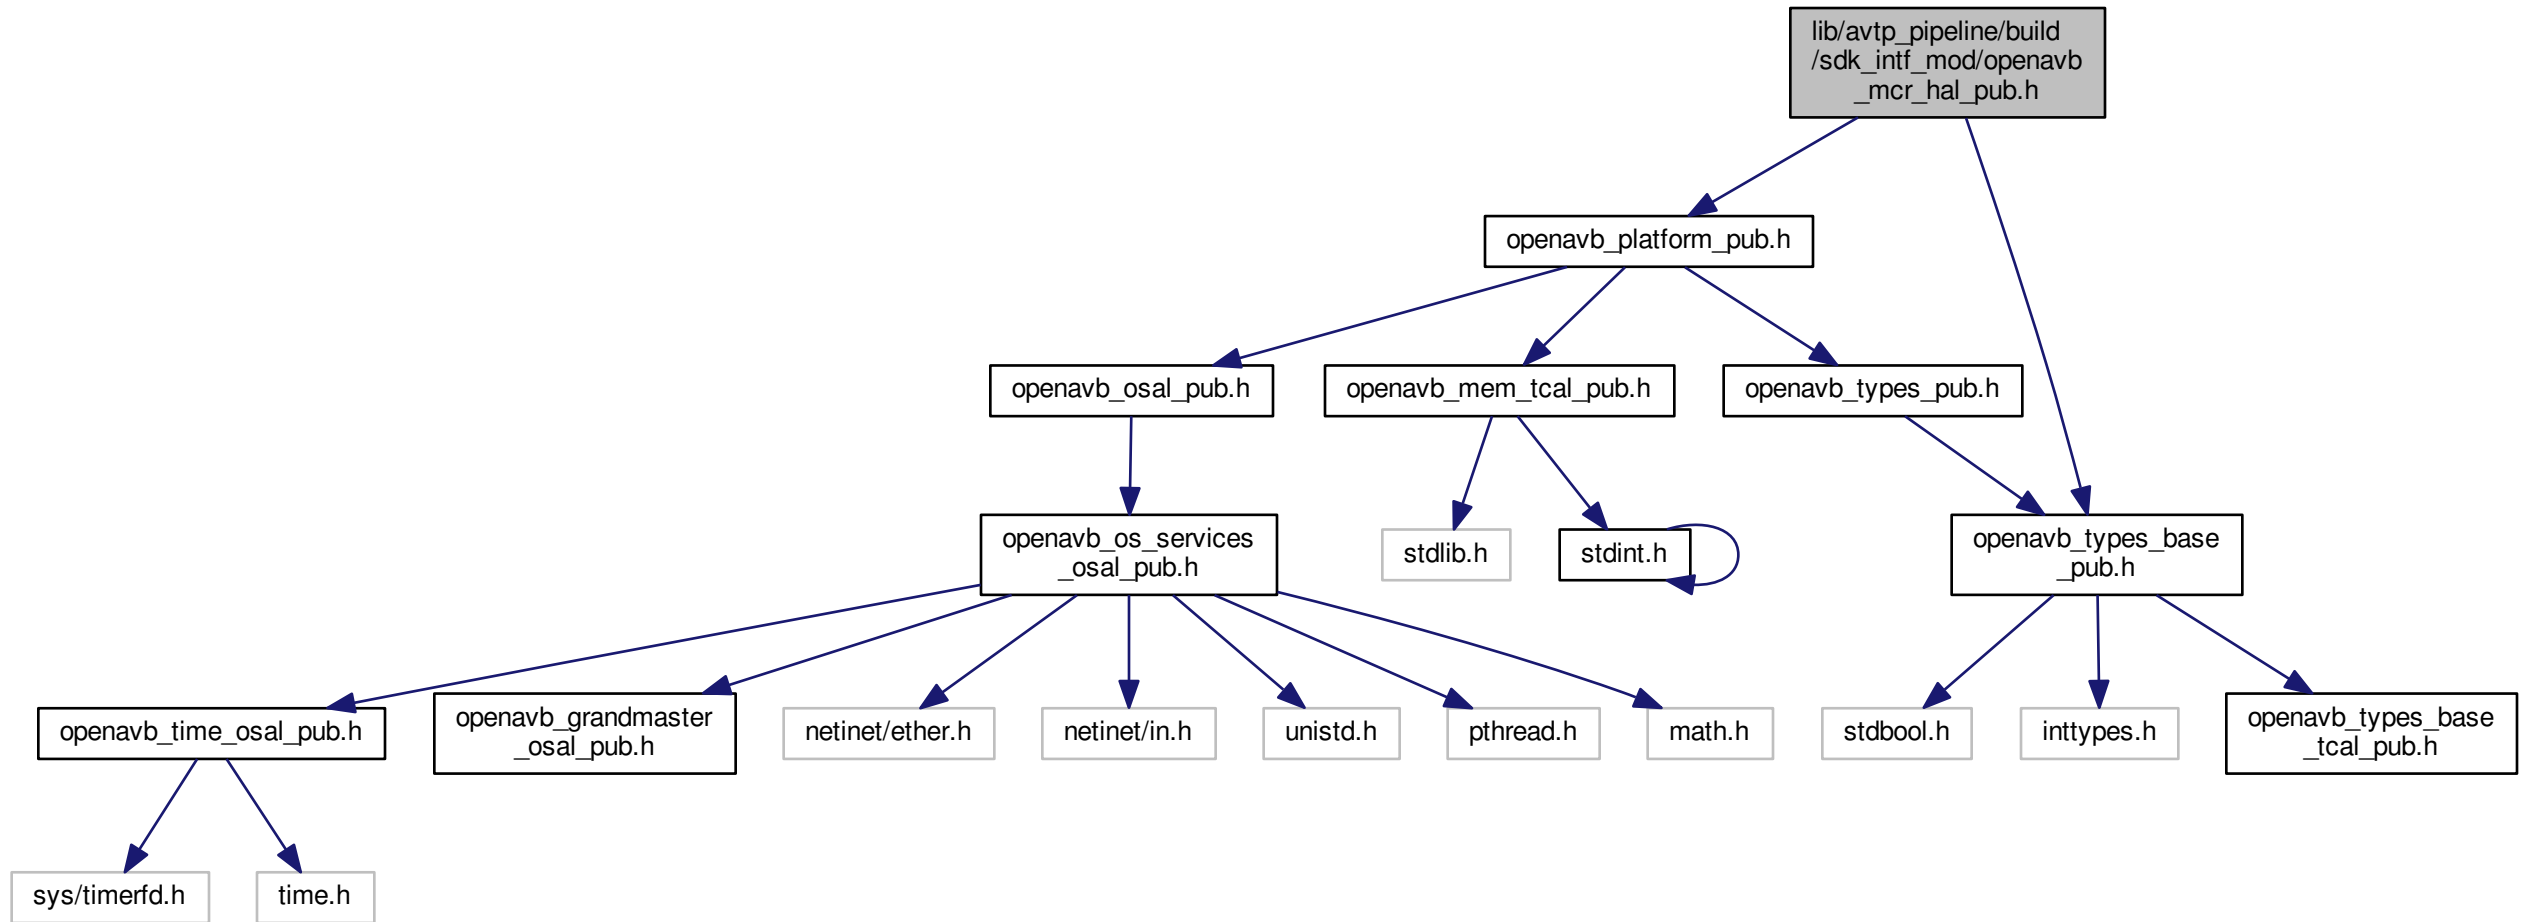 lib/avtp_pipeline/build
/sdk_intf_mod/openavb
_mcr_hal_pub.h
openavb_platform_pub.h
openavb_osal_pub.h
openavb_mem_tcal_pub.h
openavb_types_pub.h
openavb_os_services
_osal_pub.h
stdlib.h
stdint.h
openavb_types_base
_pub.h
openavb_time_osal_pub.h
openavb_grandmaster
_osal_pub.h
netinet/ether.h
netinet/in.h
unistd.h
pthread.h
math.h
stdbool.h
inttypes.h
openavb_types_base
_tcal_pub.h
sys/timerfd.h
time.h